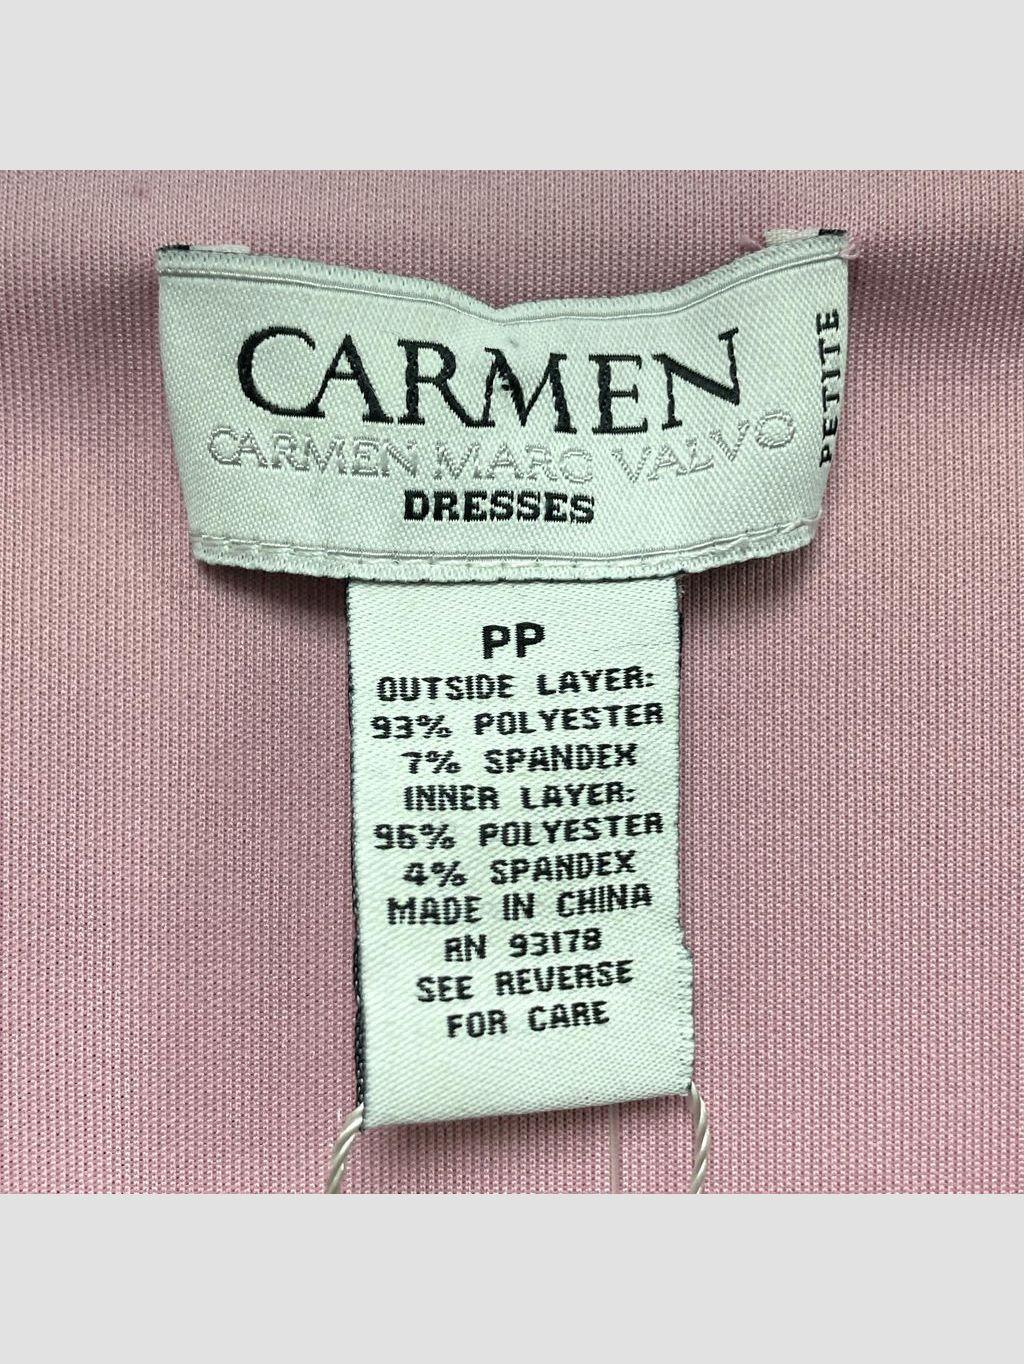 CARMEN
CARMEN MARC VALVO
DRESSES
PETITE
PP
OUTSIDE LAYER:
93% POLYESTER
7% SPANDEX
INNER LAYER:
96% POLYESTER
4% SPANDEX
MADE IN CHINA
RN 93178
SEE REVERSE
FOR CARE